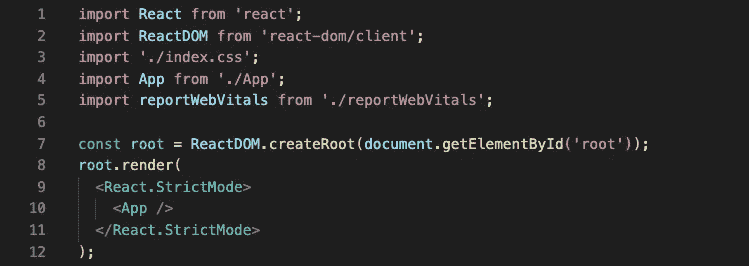 1 import React from 'react';
2 import ReactDOM from 'react-dom/client';
3 import './index.css';
4 import App from './App';
5 import reportWebVitals from './reportWebVitals';
6
7 const root = ReactDOM.createRoot(document.getElementById('root'));
8 root.render(
9   <React.StrictMode>
10     <App />
11   </React.StrictMode>
12 );